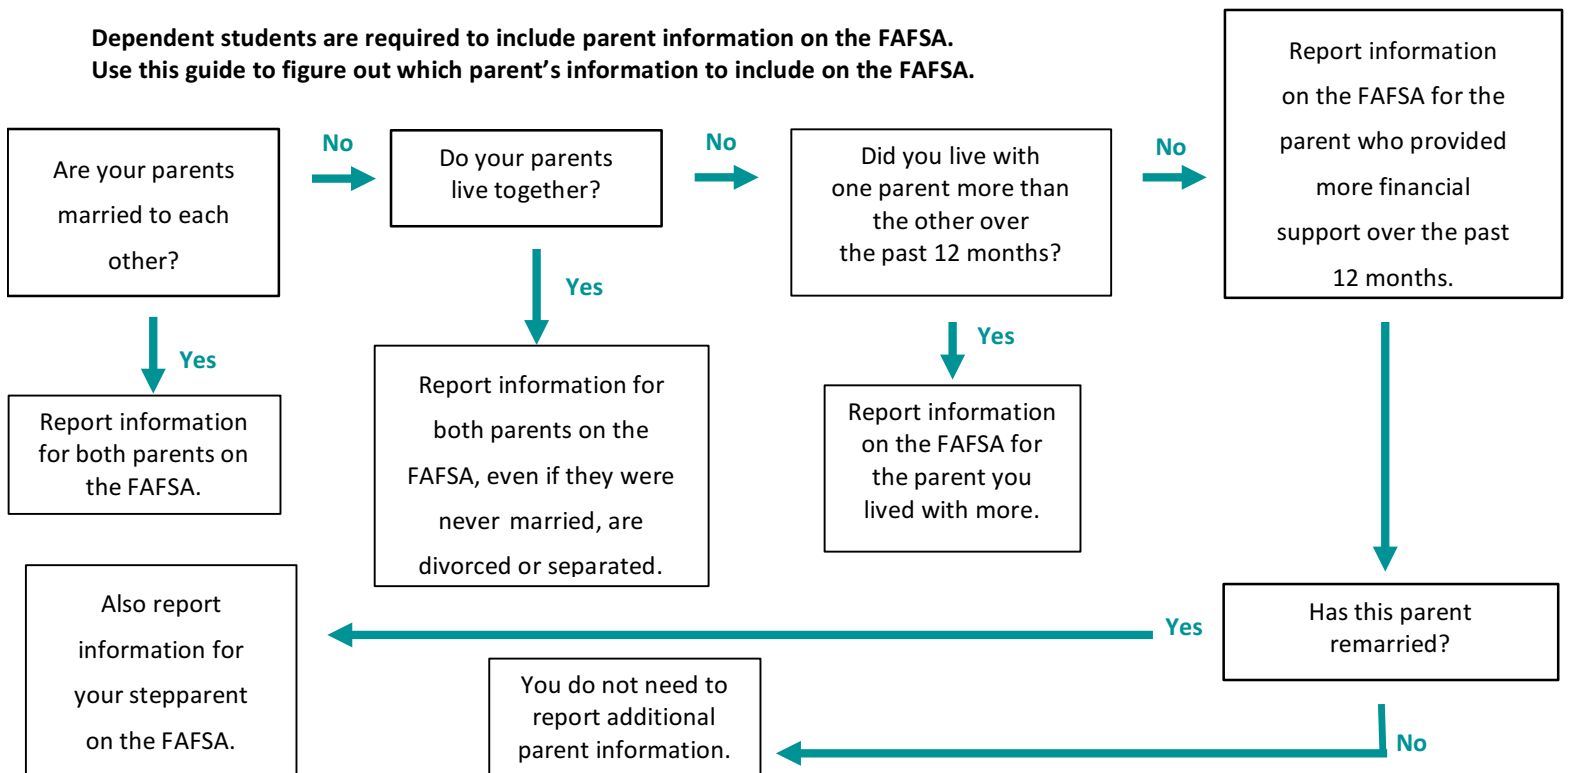 Dependent students are required to include parent information on the FAFSA.
Use this guide to figure out which parent's information to include on the FAFSA.
Are your parents
married to each
other?
No
Do your parents
live together?
No
Did you live with
one parent more than
the other over
the past 12 months?
No
Report information
on the FAFSA for the
parent who provided
more financial
support over the past
12 months.
Yes
Report information
for both parents on
the FAFSA.
Yes
Report information for
both parents on the
FAFSA, even if they were
never married, are
divorced or separated.
Yes
Report information
on the FAFSA for
the parent you
lived with more.
Has this parent
remarried?
Yes
Also report
information for
your stepparent
on the FAFSA.
No
You do not need to
report additional
parent information.